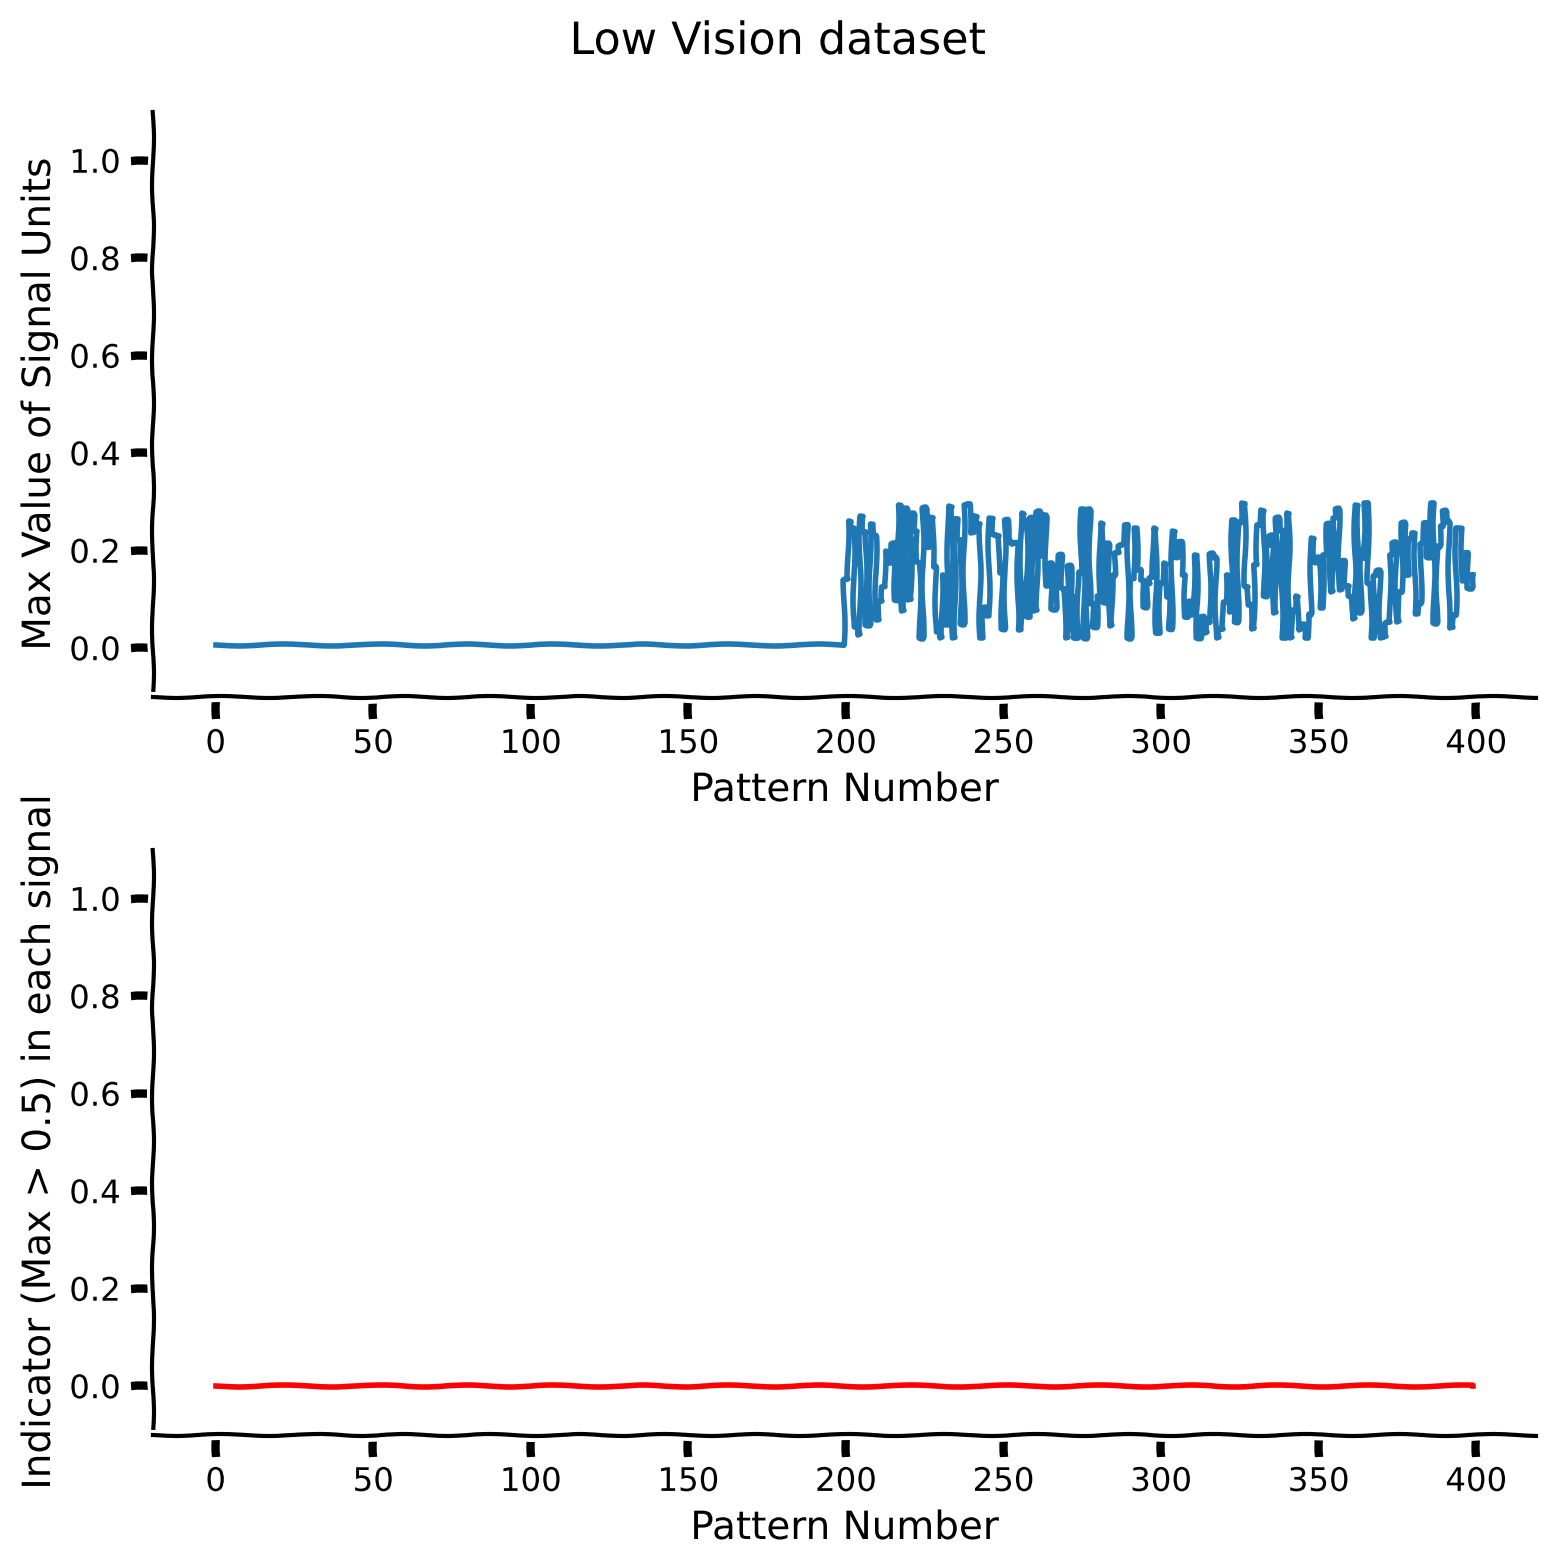 Low Vision dataset
Max Value of Signal Units
1.0
0.8
0.6
0.4
0.2
0.0
0 50 100 150 200 250 300 350 400
Pattern Number
Indicator (Max > 0.5) in each signal
1.0
0.8
0.6
0.4
0.2
0.0
0 50 100 150 200 250 300 350 400
Pattern Number